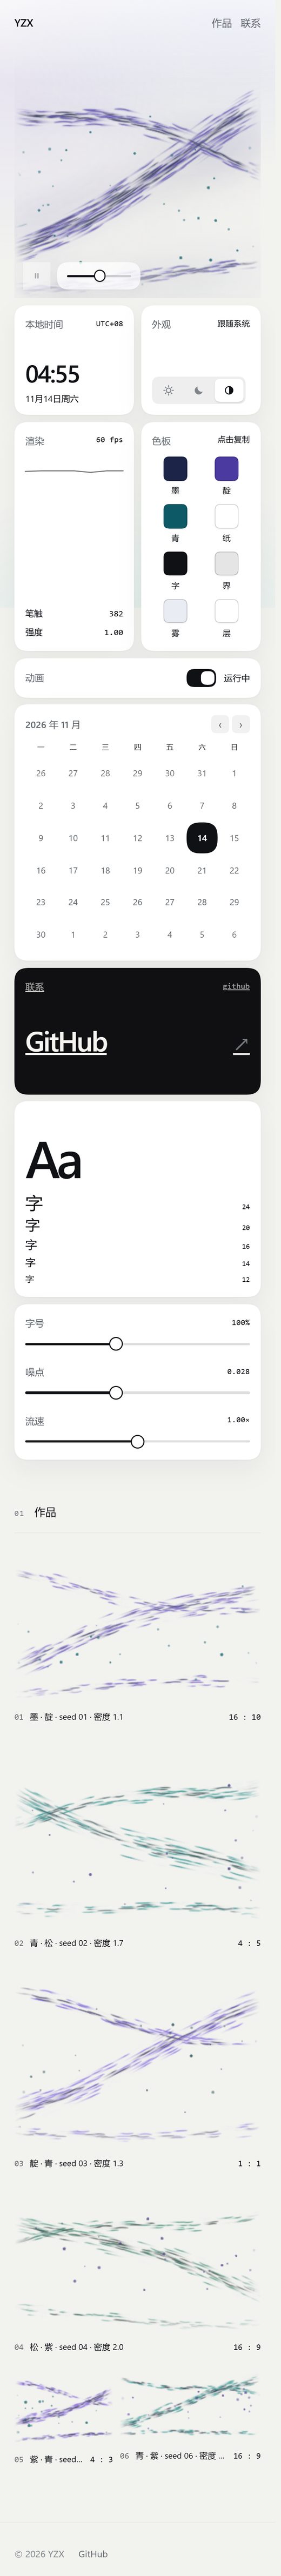 YZX 作品 联系
本地时间 UTC+08
04:55
11月14日周六
外观 跟随系统
渲染 60 fps
笔触 382
强度 1.00
色板 点击复制
墨 靛
青 纸
字 界
雾 层
动画 运行中
2026 年 11 月 ‹ ›
一 二 三 四 五 六 日
26 27 28 29 30 31 1
2 3 4 5 6 7 8
9 10 11 12 13 14 15
16 17 18 19 20 21 22
23 24 25 26 27 28 29
30 1 2 3 4 5 6
联系 github
GitHub ↗
Aa
字 24
字 20
字 16
字 14
字 12
字号 100%
噪点 0.028
流速 1.00×
01 作品
01 墨 · 靛 · seed 01 · 密度 1.1 16 : 10
02 青 · 松 · seed 02 · 密度 1.7 4 : 5
03 靛 · 青 · seed 03 · 密度 1.3 1 : 1
04 松 · 紫 · seed 04 · 密度 2.0 16 : 9
05 紫 · 青 · seed... 4 : 3
06 青 · 紫 · seed 06 · 密度 ... 16 : 9
© 2026 YZX GitHub